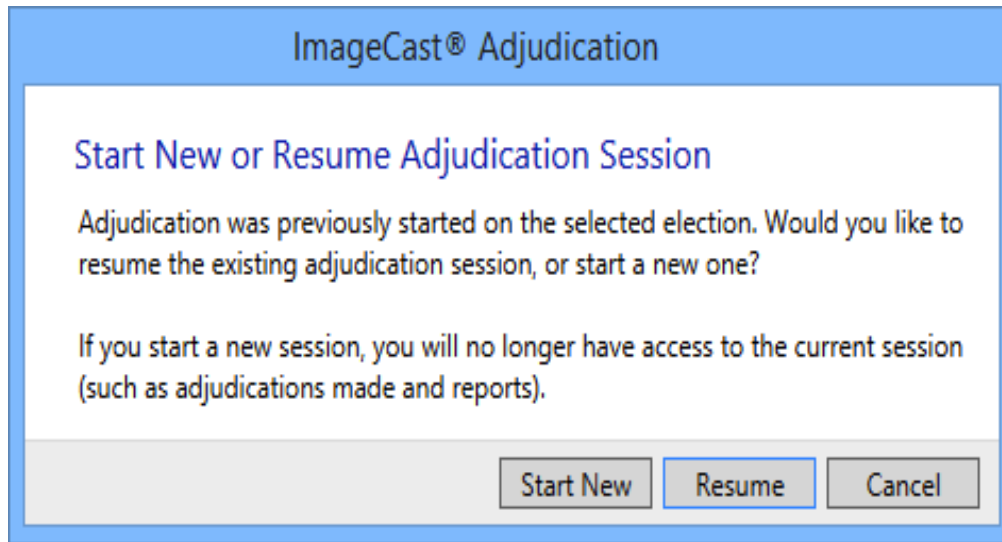 ImageCast® Adjudication
Start New or Resume Adjudication Session
Adjudication was previously started on the selected election. Would you like to
resume the existing adjudication session, or start a new one?
If you start a new session, you will no longer have access to the current session
(such as adjudications made and reports).
Start New Resume Cancel